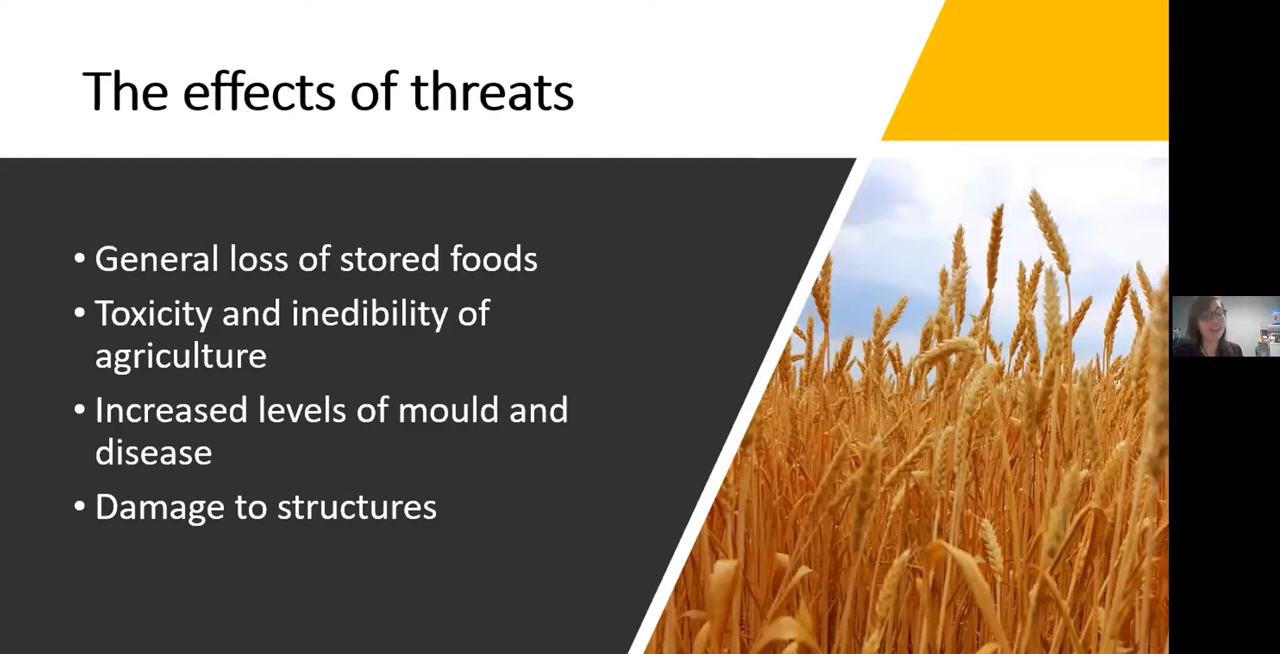 The effects of threats
• General loss of stored foods
• Toxicity and inedibility of
agriculture
• Increased levels of mould and
disease
• Damage to structures